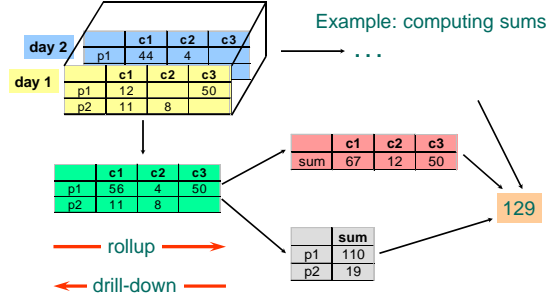 Example: computing sums
day 2
c1 c2 c3
p1 44 4
...
day 1
c1 c2 c3
p1 12 50
p2 11 8
c1 c2 c3
sum 67 12 50
c1 c2 c3
p1 56 4 50
p2 11 8
129
sum
p1 110
p2 19
rollup
drill-down